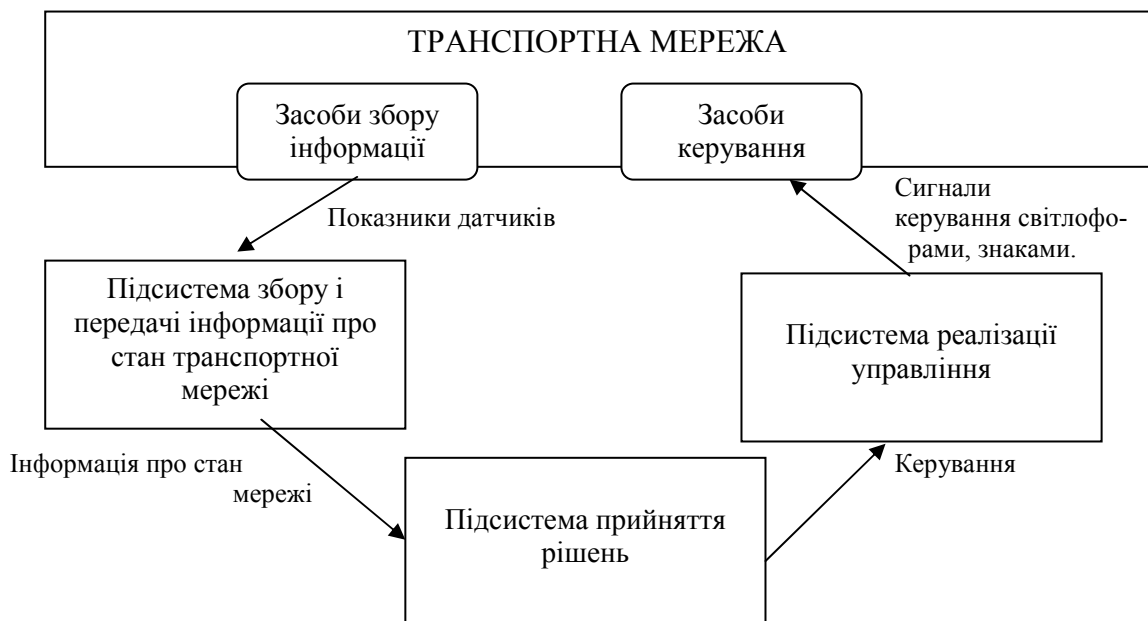 ТРАНСПОРТНА МЕРЕЖА
Засоби збору
інформації
Засоби
керування
Показники датчиків
Сигнали
керування світлофо-
рами, знаками.
Підсистема збору і
передачі інформації про
стан транспортної
мережі
Підсистема реалізації
управління
Інформація про стан
мережі
Керування
Підсистема прийняття
рішень